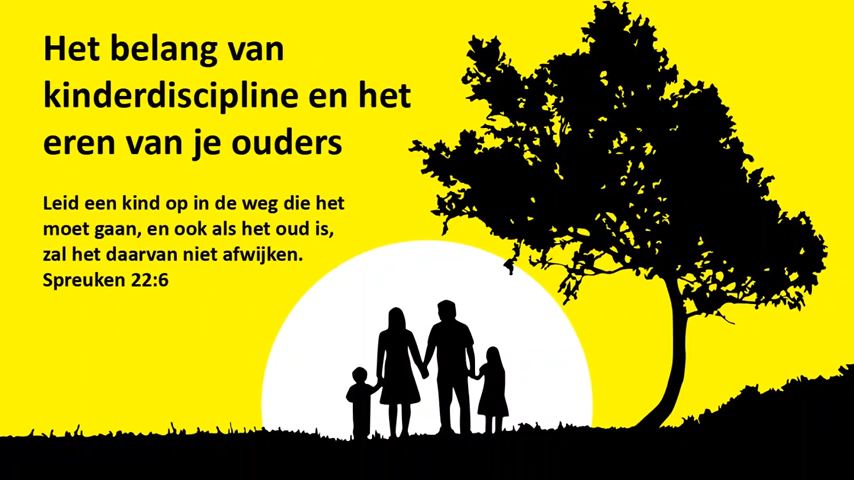 Het belang van
kinderdiscipline en het
eren van je ouders
Leid een kind op in de weg die het
moet gaan, en ook als het oud is,
zal het daarvan niet afwijken.
Spreuken 22:6